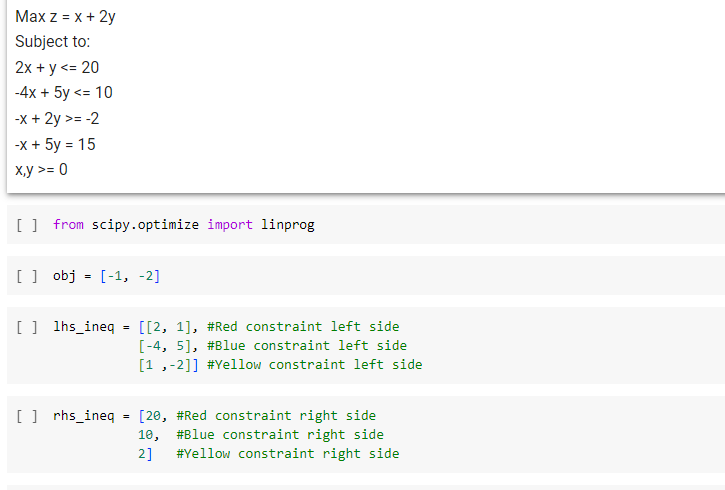 Max z = x + 2y
Subject to:
2x + y <= 20
-4x + 5y <= 10
-x + 2y >= -2
-x + 5y = 15
x,y >= 0
[ ] from scipy.optimize import linprog
[ ] obj = [-1, -2]
[ ] lhs_ineq = [[2, 1], #Red constraint left side
[-4, 5], #Blue constraint left side
[1 ,-2]] #Yellow constraint left side
[ ] rhs_ineq = [20, #Red constraint right side
10, #Blue constraint right side
2] #Yellow constraint right side